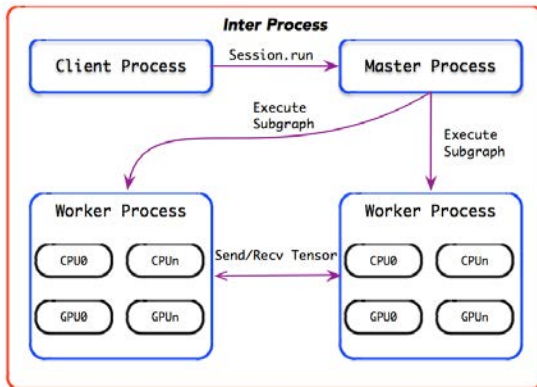 Inter Process
Client Process
Session.run
Master Process
Execute
Subgraph
Execute
Subgraph
Worker Process
CPU0
CPUn
GPU0
GPUn
Send/Recv Tensor
Worker Process
CPU0
CPUn
GPU0
GPUn